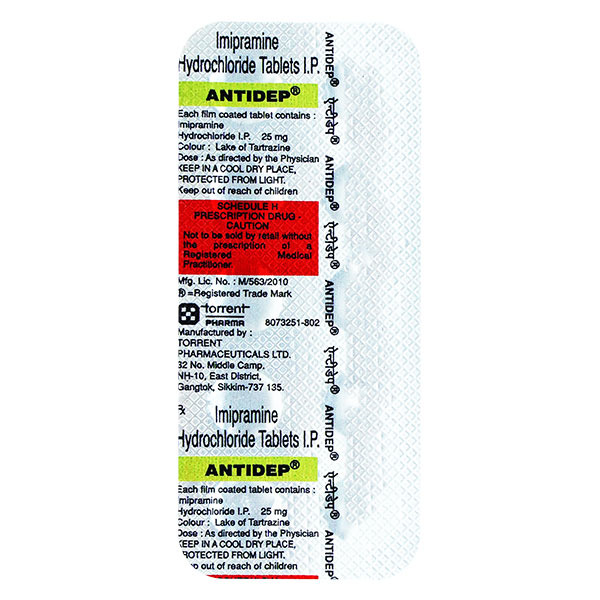 Imipramine
Hydrochloride Tablets I.P.
ANTIDEP®
Each film coated tablet contains :
Imipramine
Hydrochloride I.P. 25 mg
Colour : Lake of Tartrazine
Dose : As directed by the Physician
KEEP IN A COOL DRY PLACE,
PROTECTED FROM LIGHT.
Keep out of reach of children
SCHEDULE H
PRESCRIPTION DRUG -
CAUTION
Not to be sold by retail without
the prescription of a
Registered Medical
Practitioner.
Mfg. Lic. No. : M/563/2010
®=Registered Trade Mark
torrent
PHARMA 8073251-802
Manufactured by :
TORRENT
PHARMACEUTICALS LTD.
32 No. Middle Camp,
NH-10, East District,
Gangtok, Sikkim-737 135.
℞
Imipramine
Hydrochloride Tablets I.P.
ANTIDEP®
Each film coated tablet contains :
Imipramine
Hydrochloride I.P. 25 mg
Colour : Lake of Tartrazine
Dose : As directed by the Physician
KEEP IN A COOL DRY PLACE,
PROTECTED FROM LIGHT.
Keep out of reach of children
ANTIDEP® ऐन्टीडेप® ANTIDEP® ऐन्टीडेप® ANTIDEP® ऐन्टीडेप® ANTIDEP® ऐन्टीडेप® ANTIDEP®